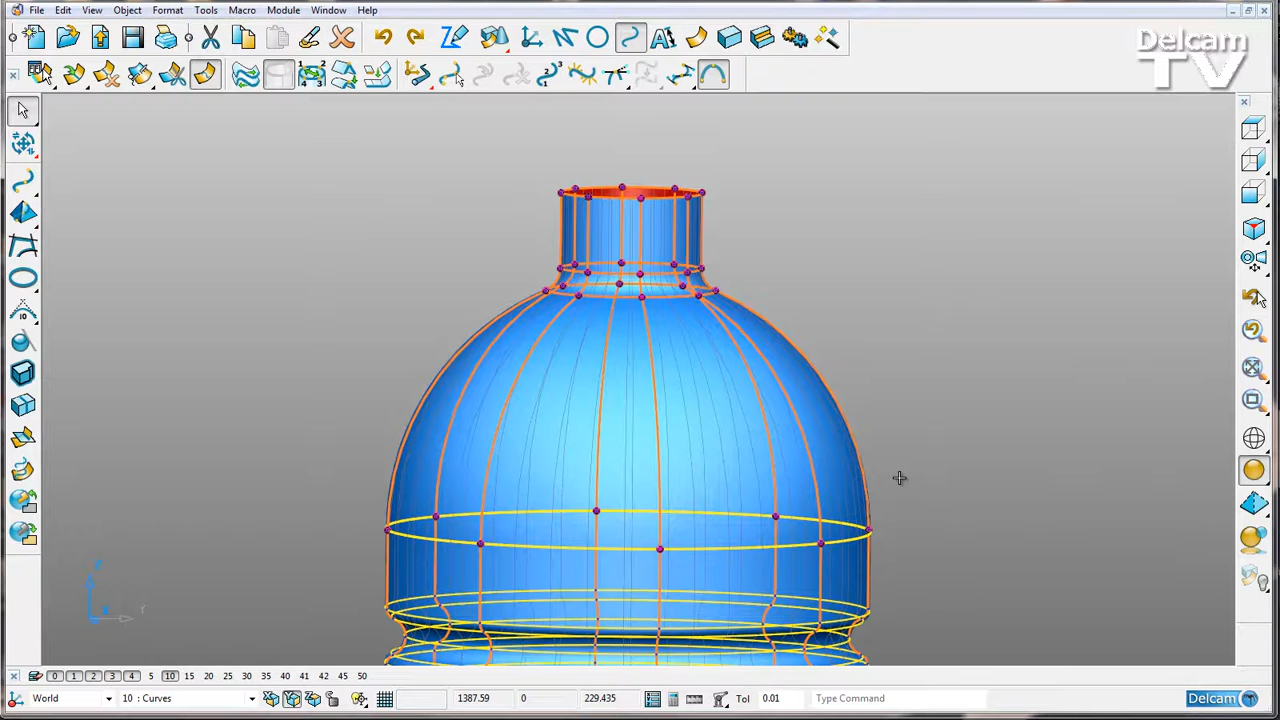 File Edit View Object Format Tools Macro Module Window Help
Delcam
TV
0 1 2 3 4 5 10 15 20 25 30 35 40 41 42 45 50
World 10 : Curves 1387.59 0 229.435 Tol 0.01 Type Command Delcam